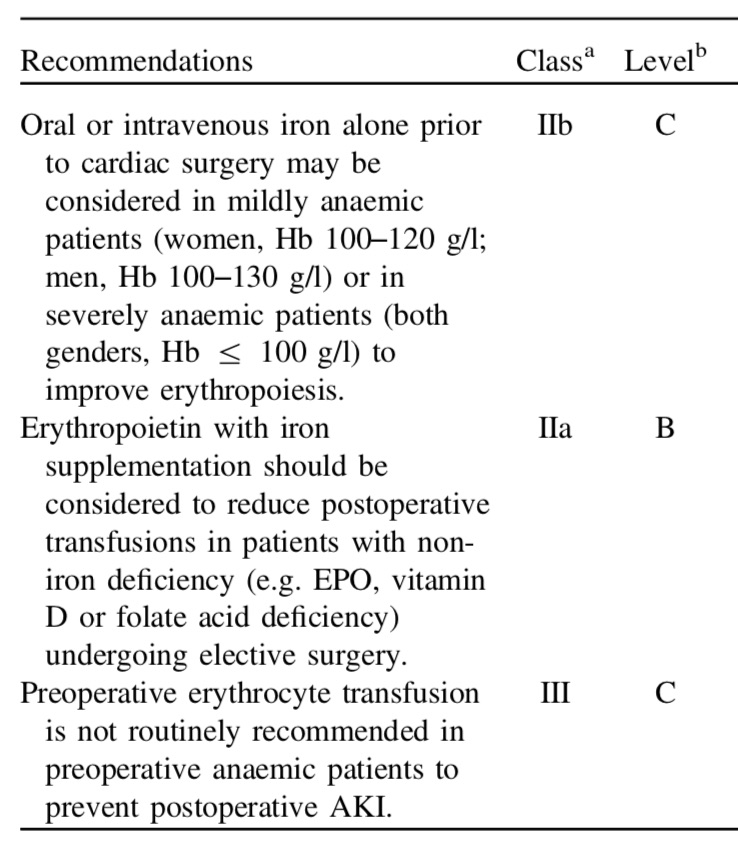 Recommendations Classᵃ Levelᵇ
Oral or intravenous iron alone prior IIb C
to cardiac surgery may be
considered in mildly anaemic
patients (women, Hb 100–120 g/l;
men, Hb 100–130 g/l) or in
severely anaemic patients (both
genders, Hb ≤ 100 g/l) to
improve erythropoiesis.
Erythropoietin with iron IIa B
supplementation should be
considered to reduce postoperative
transfusions in patients with non-
iron deficiency (e.g. EPO, vitamin
D or folate acid deficiency)
undergoing elective surgery.
Preoperative erythrocyte transfusion III C
is not routinely recommended in
preoperative anaemic patients to
prevent postoperative AKI.